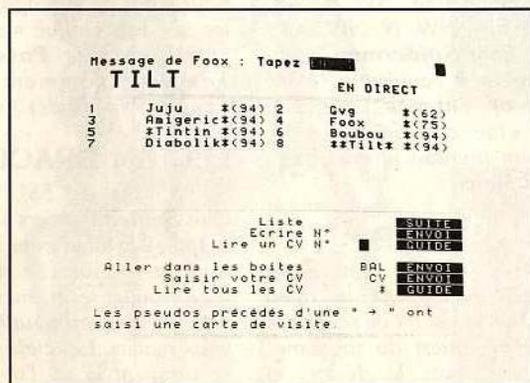 Message de Foox : Tapez
TILT
EN DIRECT
1 Juju *(94) 2 Gvg *(62)
3 Amigeric*(94) 4 Foox *(75)
5 *Tintin *(94) 6 Boubou *(94)
7 Diabolik*(94) 8 **Tilt* *(94)
Liste SUITE
Ecrire N° ENVOI
Lire un CV N° GUIDE
Aller dans les boites BAL ENVOI
Saisir votre CV CV ENVOI
Lire tous les CV * GUIDE
Les pseudos précédés d'une " → " ont
saisi une carte de visite.